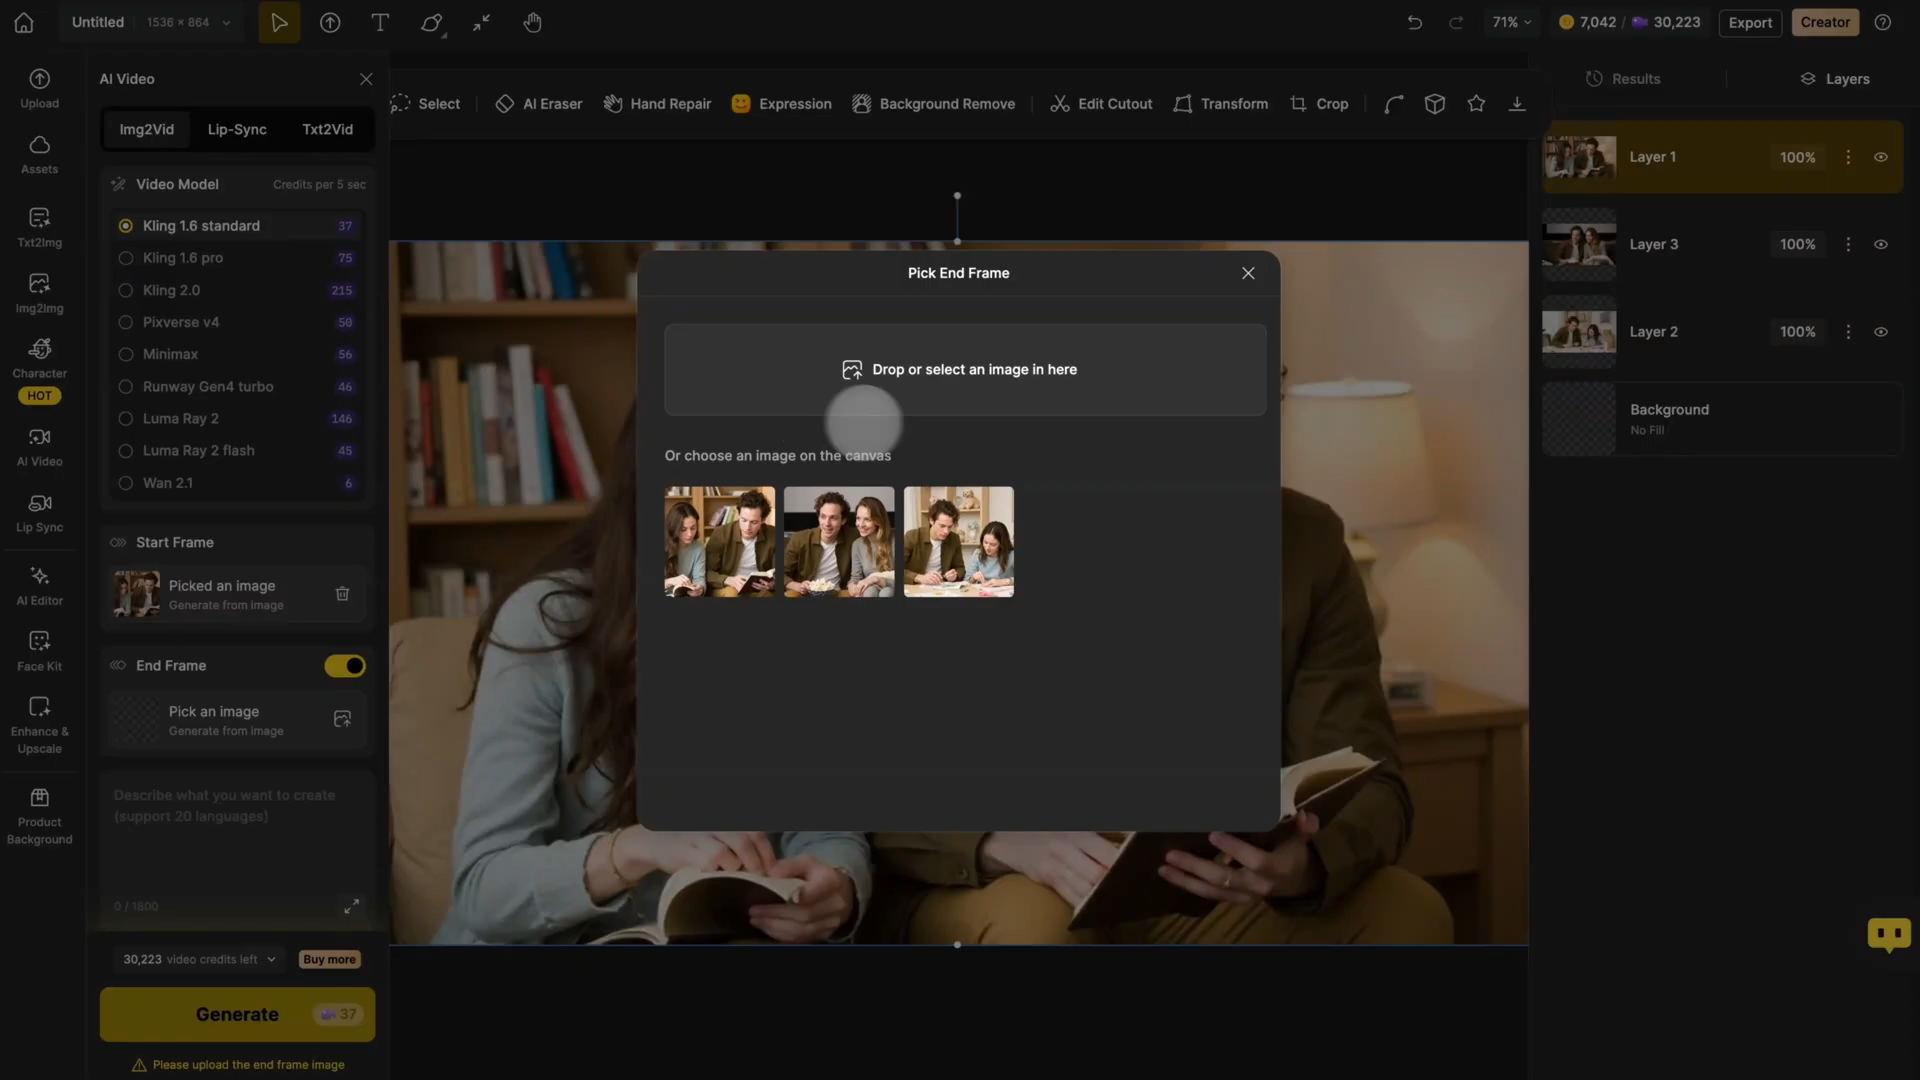 Untitled 1536 × 864
71% 7,042 / 30,223 Export Creator
Upload
Assets
Txt2Img
Img2Img
Character
HOT
AI Video
Lip Sync
AI Editor
Face Kit
Enhance &
Upscale
Product
Background
AI Video
Img2Vid Lip-Sync Txt2Vid
Video Model Credits per 5 sec
Kling 1.6 standard 37
Kling 1.6 pro 75
Kling 2.0 215
Pixverse v4 50
Minimax 56
Runway Gen4 turbo 46
Luma Ray 2 146
Luma Ray 2 flash 45
Wan 2.1 6
Start Frame
Picked an image
Generate from image
End Frame
Pick an image
Generate from image
Describe what you want to create
(support 20 languages)
0 / 1800
30,223 video credits left Buy more
Generate 37
Please upload the end frame image
Select AI Eraser Hand Repair Expression Background Remove Edit Cutout Transform Crop
Pick End Frame
Drop or select an image in here
Or choose an image on the canvas
Results Layers
Layer 1 100%
Layer 3 100%
Layer 2 100%
Background
No Fill